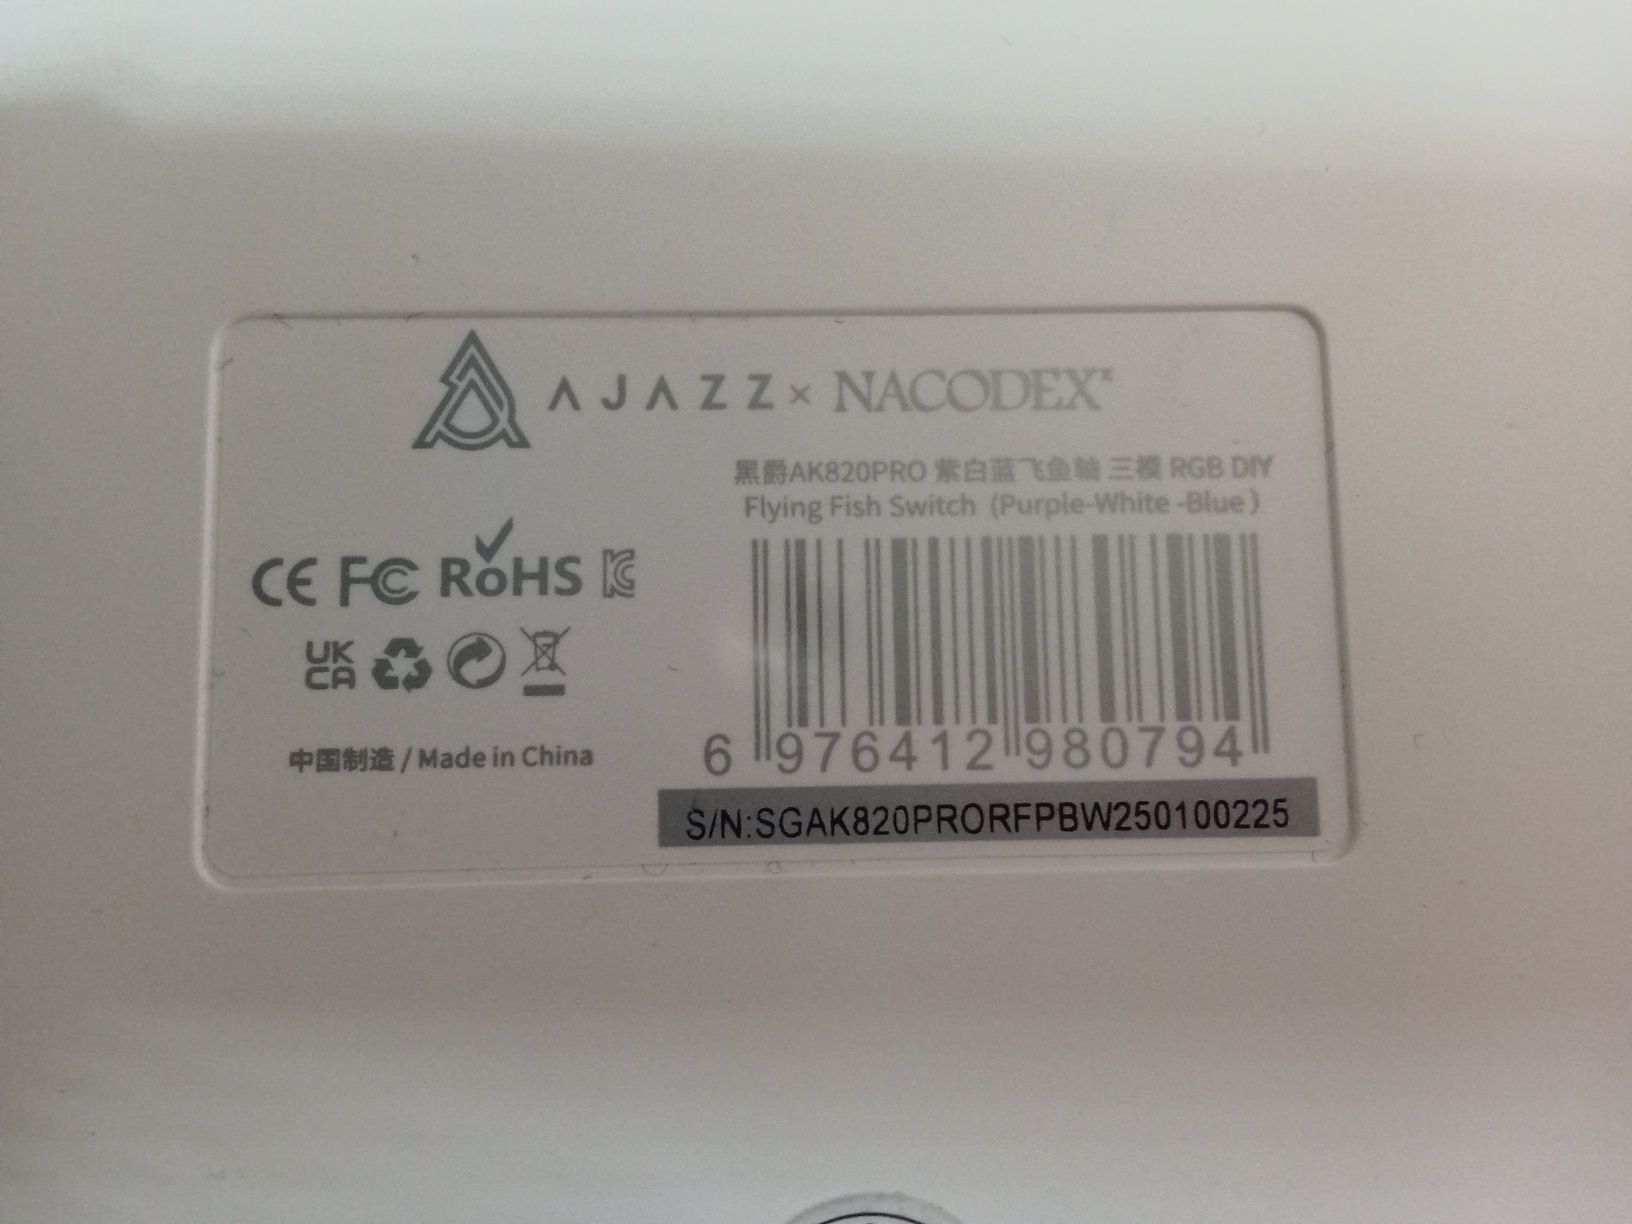 AJAZZ × NACODEX
黑爵AK820PRO 紫白蓝飞鱼轴 三模 RGB DIY
Flying Fish Switch (Purple-White -Blue)
CE FC RoHS KC
UK
CA
6 976412 980794
中国制造 / Made in China
S/N:SGAK820PRORFPBW250100225